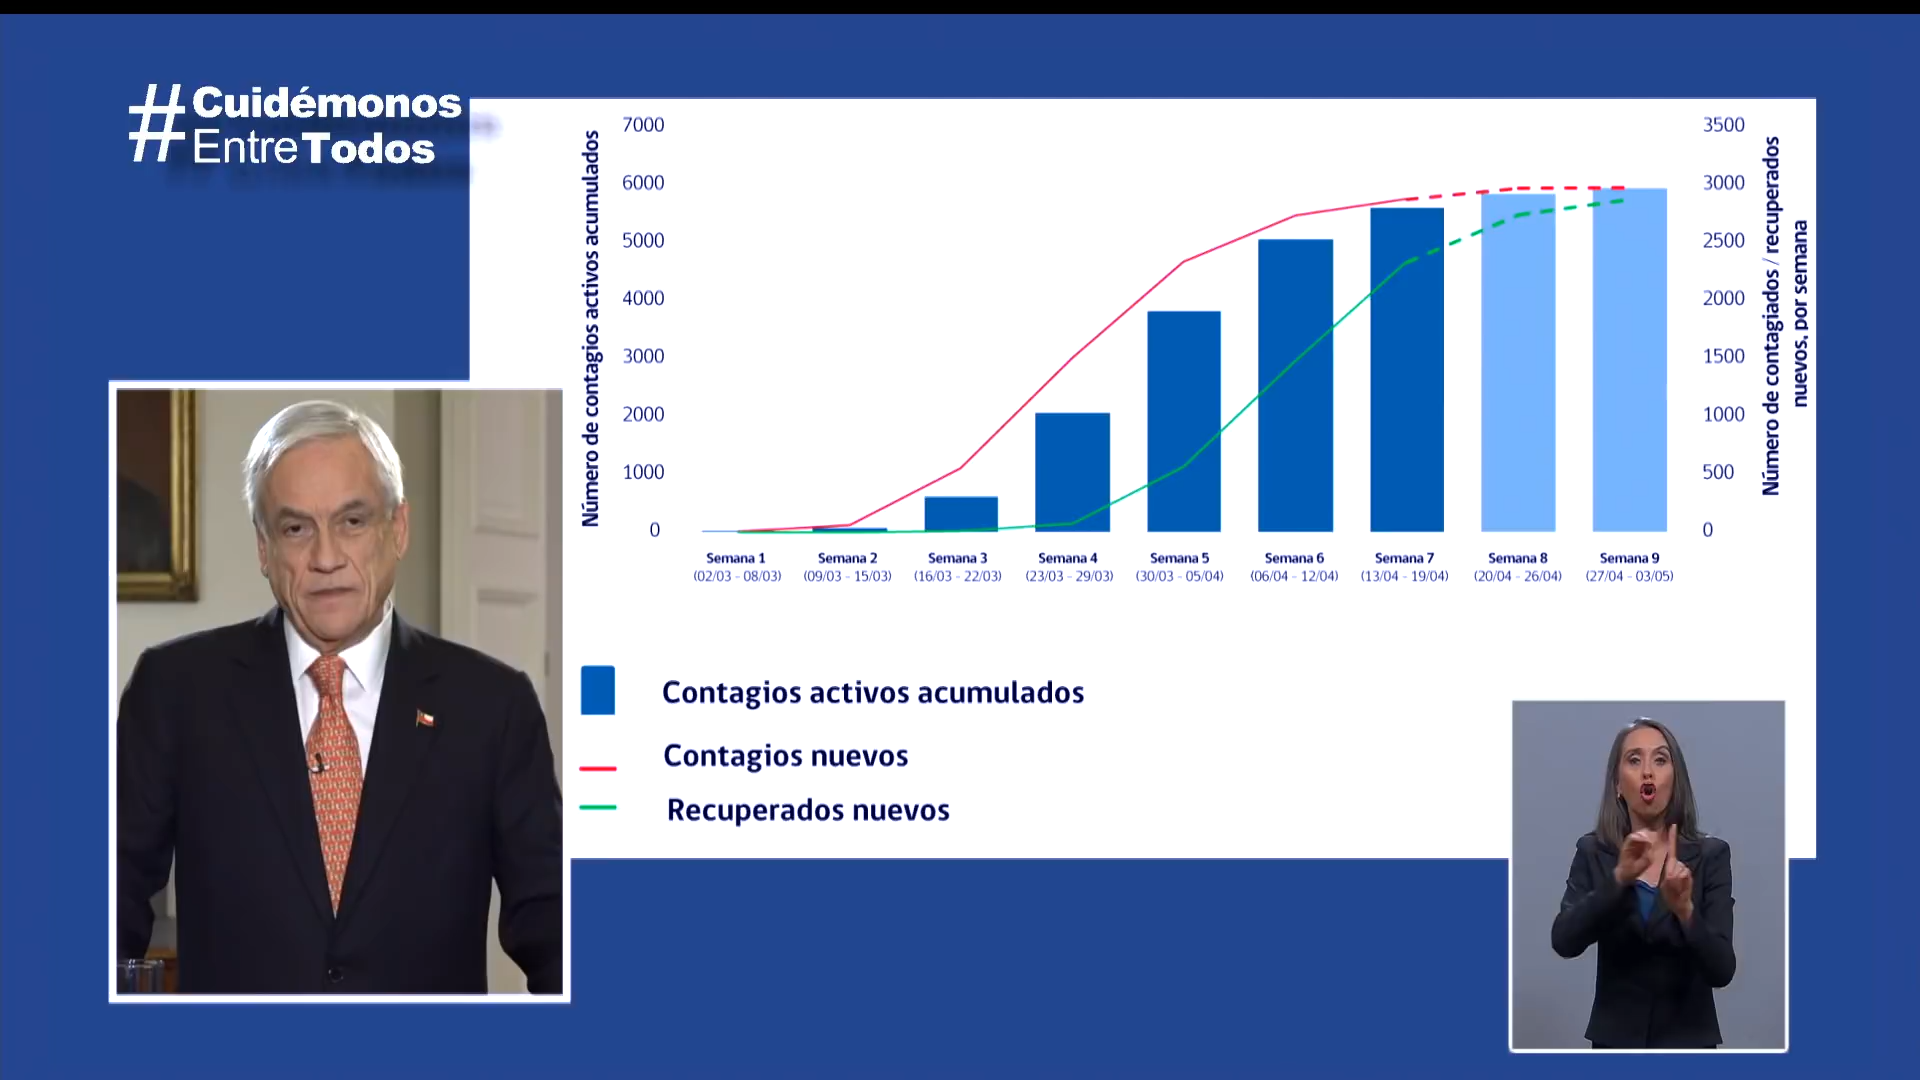 #Cuidémonos
EntreTodos
Número de contagios activos acumulados
7000
6000
5000
4000
3000
2000
1000
0
3500
3000
2500
2000
1500
1000
500
0
Número de contagiados / recuperados
nuevos, por semana
Semana 1
(02/03 - 08/03)
Semana 2
(09/03 - 15/03)
Semana 3
(16/03 - 22/03)
Semana 4
(23/03 - 29/03)
Semana 5
(30/03 - 05/04)
Semana 6
(06/04 - 12/04)
Semana 7
(13/04 - 19/04)
Semana 8
(20/04 - 26/04)
Semana 9
(27/04 - 03/05)
Contagios activos acumulados
Contagios nuevos
Recuperados nuevos